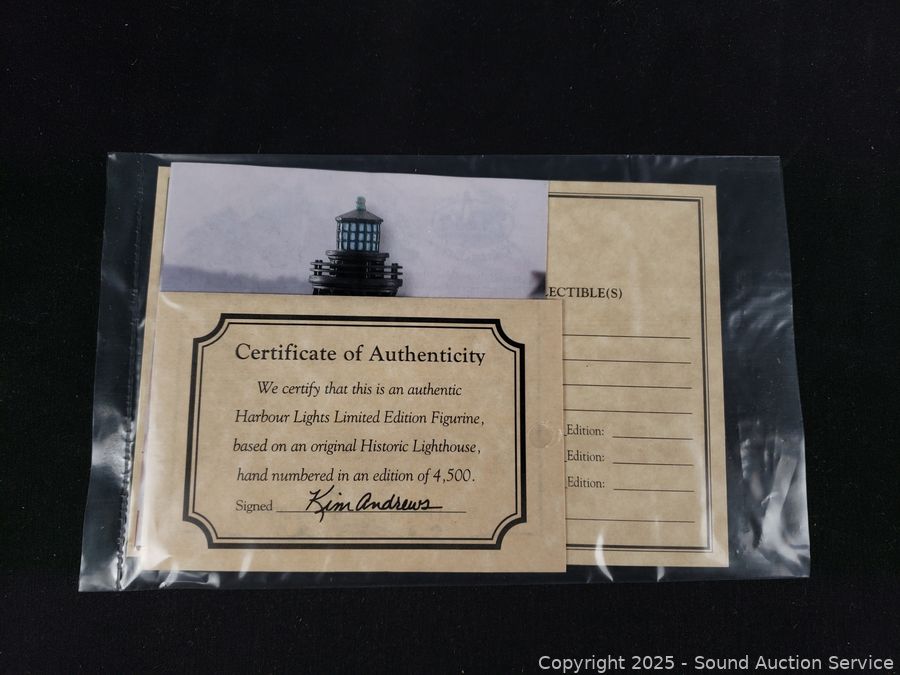 LECTIBLE(S)
Certificate of Authenticity
We certify that this is an authentic
Harbour Lights Limited Edition Figurine,
based on an original Historic Lighthouse,
hand numbered in an edition of 4,500.
Signed Kim Andrews
Edition:
Edition:
Edition:
Copyright 2025 - Sound Auction Service